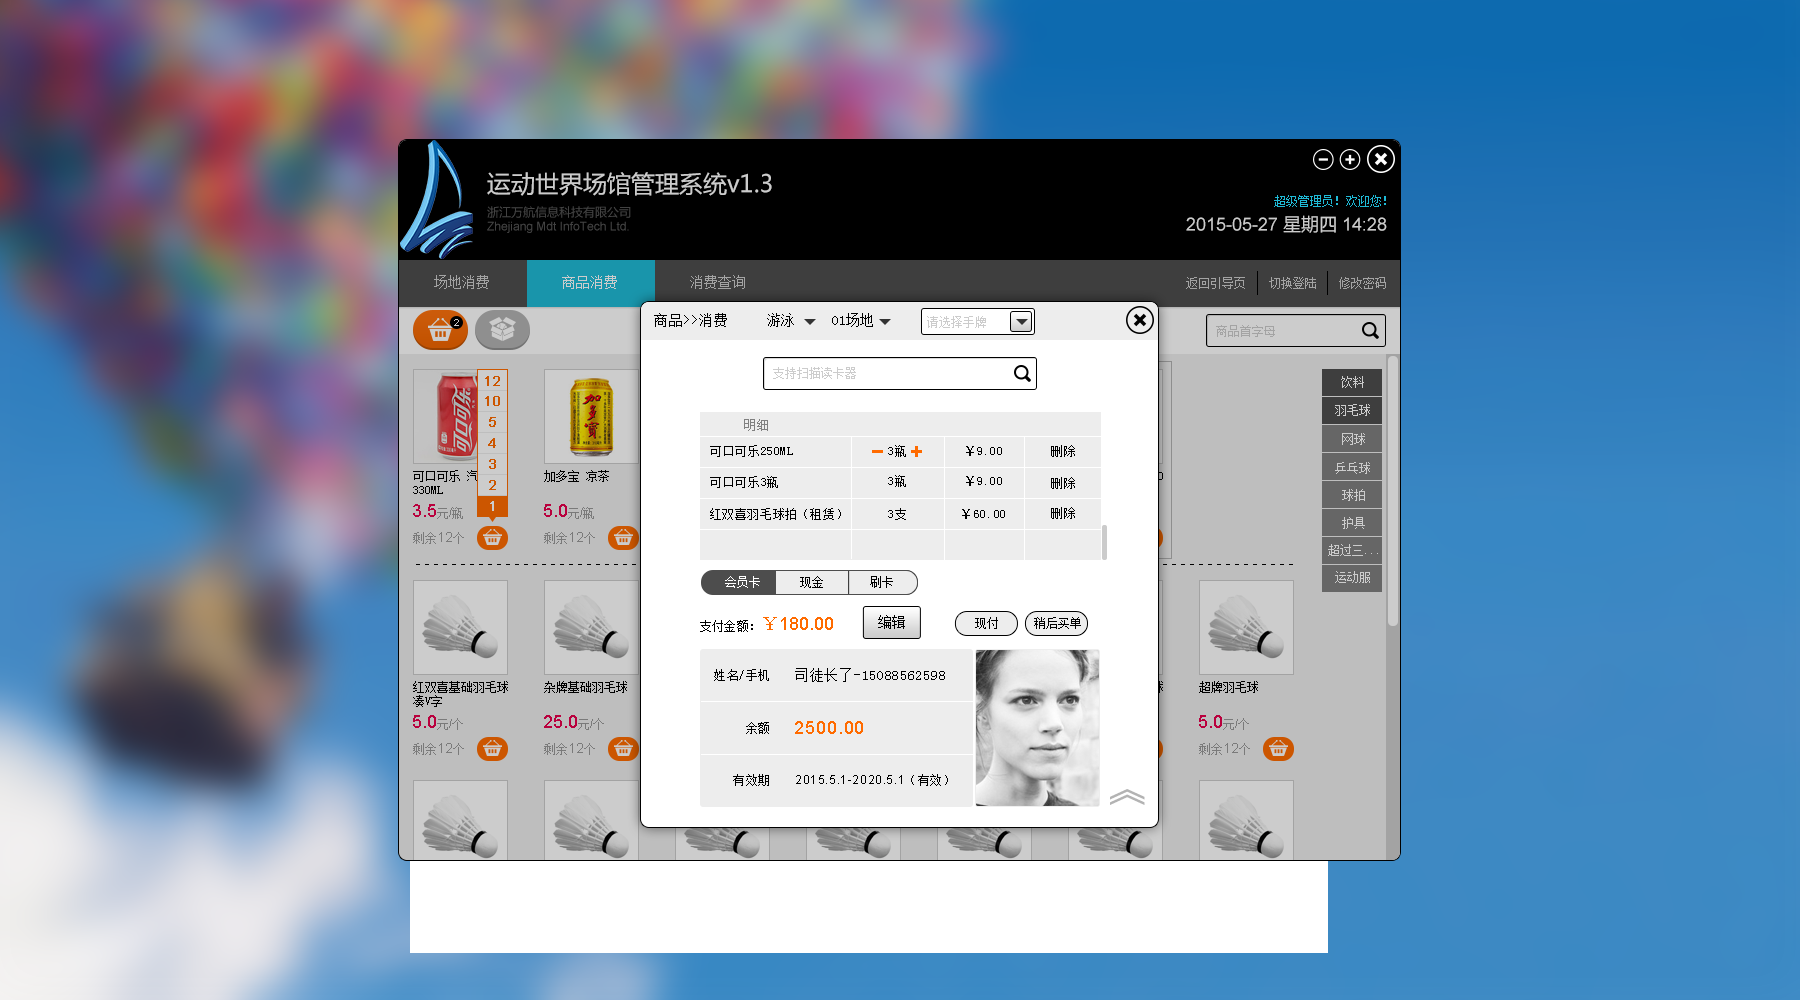 运动世界场馆管理系统v1.3
浙江万航信息科技有限公司
Zhejiang Mdt InfoTech Ltd.
超级管理员！欢迎您！
2015-05-27 星期四 14:28
场地消费
商品消费
消费查询
返回引导页
切换登陆
修改密码
2
商品首字母
商品>>消费
游泳
01场地
请选择手牌
支持扫描读卡器
明细
可口可乐250ML
3瓶
￥9.00
删除
可口可乐3瓶
3瓶
￥9.00
删除
红双喜羽毛球拍（租赁）
3支
￥60.00
删除
会员卡
现金
刷卡
支付金额：￥180.00
编辑
现付
稍后买单
姓名/手机
司徒长了-15088562598
余额
2500.00
有效期
2015.5.1-2020.5.1（有效）
可口可乐
12
10
5
4
3
2
1
可口可乐 汽
330ML
3.5元/瓶
剩余12个
加多宝
加多宝 凉茶
5.0元/瓶
剩余12个
红双喜基础羽毛球
凑V字
5.0元/个
剩余12个
杂牌基础羽毛球
25.0元/个
剩余12个
超牌羽毛球
5.0元/个
剩余12个
饮料
羽毛球
网球
乒乓球
球拍
护具
超过三...
运动服